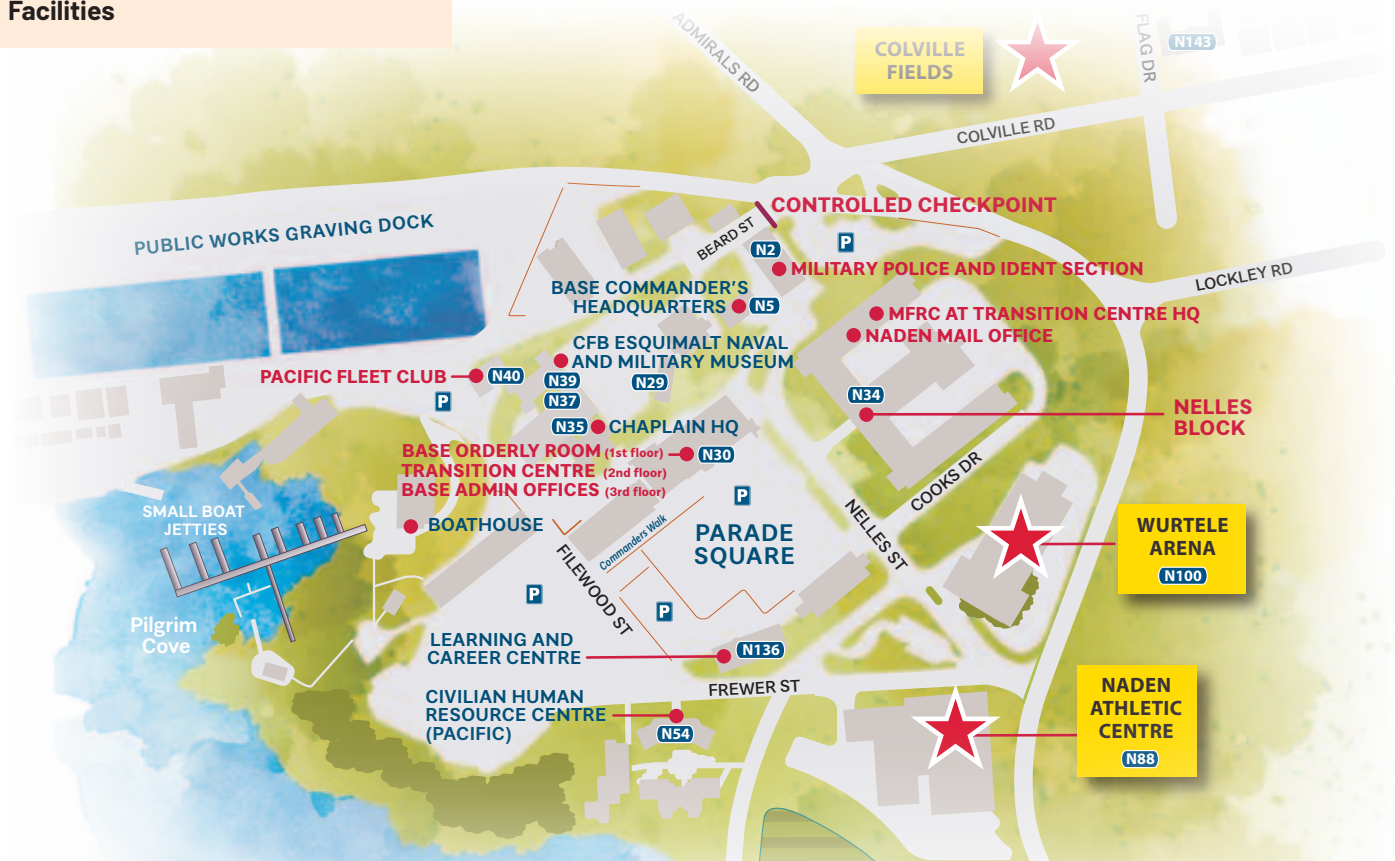 Facilities
ADMIRALS RD
COLVILLE
FIELDS
FLAG DR
N143
COLVILLE RD
PUBLIC WORKS GRAVING DOCK
CONTROLLED CHECKPOINT
BEARD ST
N2
P
MILITARY POLICE AND IDENT SECTION
LOCKLEY RD
BASE COMMANDER'S
HEADQUARTERS
N5
MFRC AT TRANSITION CENTRE HQ
NADEN MAIL OFFICE
CFB ESQUIMALT NAVAL
AND MILITARY MUSEUM
PACIFIC FLEET CLUB
N40
N39
N29
P
N37
N34
NELLES
BLOCK
N35
CHAPLAIN HQ
BASE ORDERLY ROOM (1st floor)
N30
TRANSITION CENTRE (2nd floor)
BASE ADMIN OFFICES (3rd floor)
P
COOKS DR
SMALL BOAT
JETTIES
BOATHOUSE
Commanders Walk
PARADE
SQUARE
NELLES ST
WURTELE
ARENA
N100
FILEWOOD ST
P
P
Pilgrim
Cove
LEARNING AND
CAREER CENTRE
N136
FREWER ST
CIVILIAN HUMAN
RESOURCE CENTRE
(PACIFIC)
N54
NADEN
ATHLETIC
CENTRE
N88